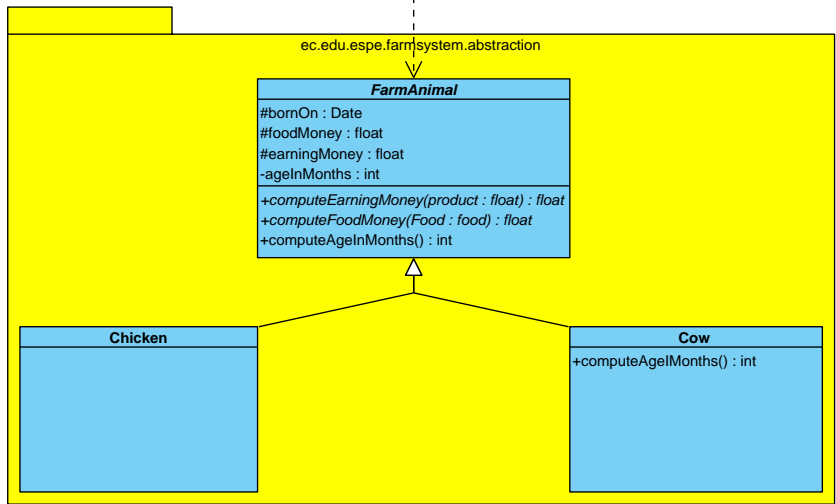 ec.edu.espe.farmsystem.abstraction
FarmAnimal
#bornOn : Date
#foodMoney : float
#earningMoney : float
-ageInMonths : int
+computeEarningMoney(product : float) : float
+computeFoodMoney(Food : food) : float
+computeAgeInMonths() : int
Chicken
Cow
+computeAgeIMonths() : int